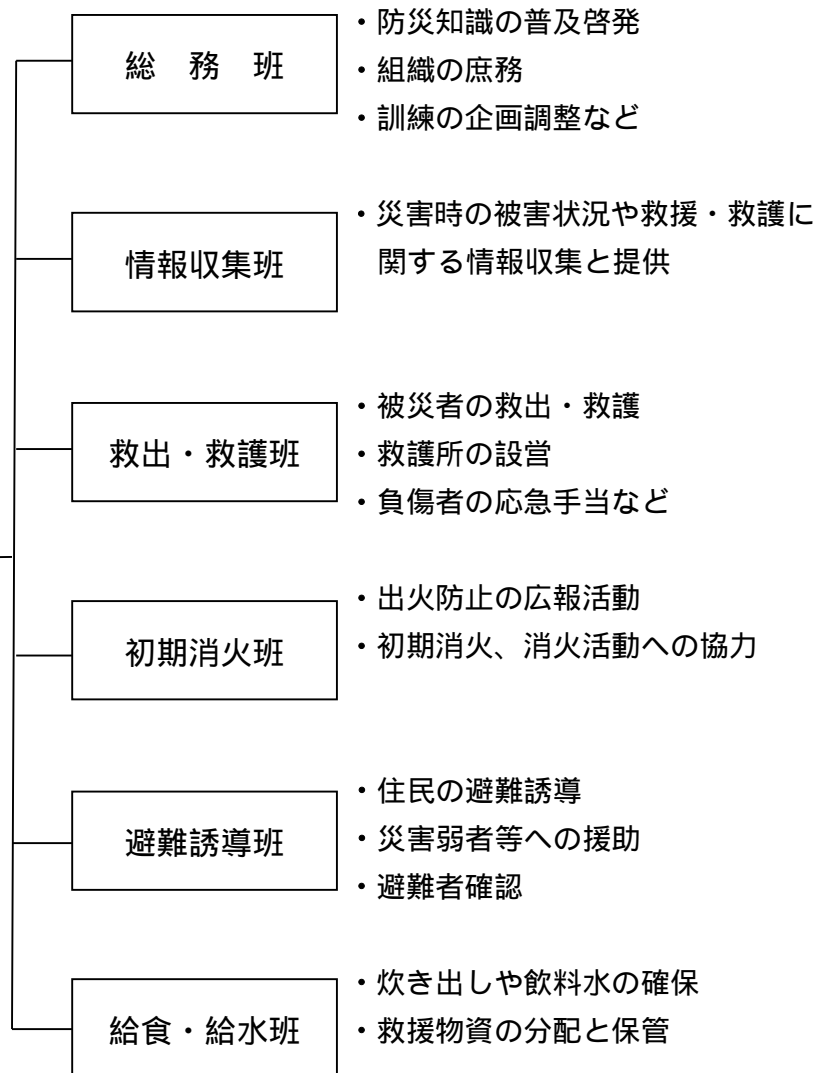 総　務　班
・防災知識の普及啓発
・組織の庶務
・訓練の企画調整など
情報収集班
・災害時の被害状況や救援・救護に
関する情報収集と提供
救出・救護班
・被災者の救出・救護
・救護所の設営
・負傷者の応急手当など
初期消火班
・出火防止の広報活動
・初期消火、消火活動への協力
避難誘導班
・住民の避難誘導
・災害弱者等への援助
・避難者確認
給食・給水班
・炊き出しや飲料水の確保
・救援物資の分配と保管